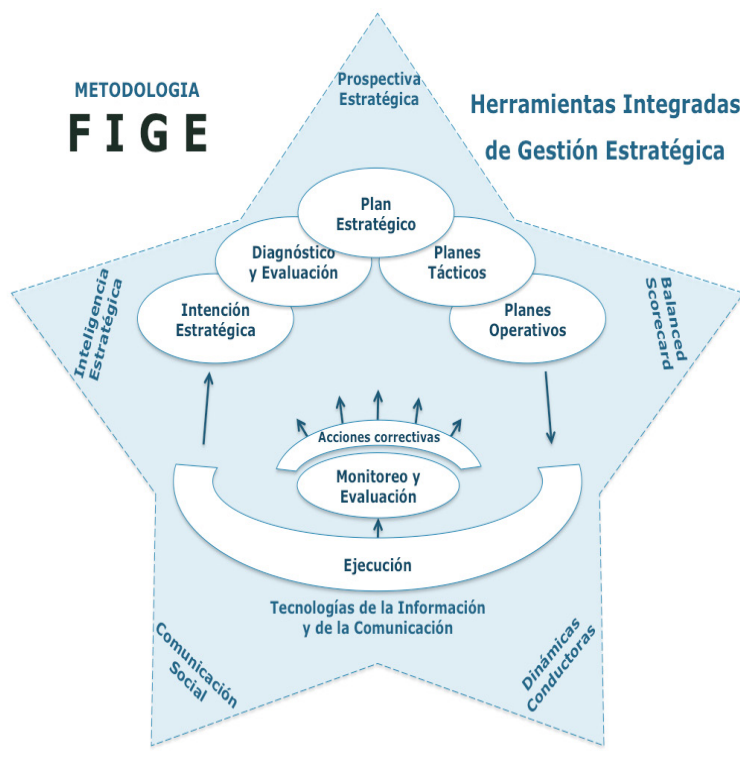 METODOLOGIA
FIGE
Herramientas Integradas
de Gestión Estratégica
Prospectiva
Estratégica
Plan
Estratégico
Diagnóstico
y Evaluación
Planes
Tácticos
Intención
Estratégica
Planes
Operativos
Inteligencia
Estratégica
Balanced
Scorecard
Acciones correctivas
Monitoreo y
Evaluación
Ejecución
Tecnologías de la Información
y de la Comunicación
Comunicación
Social
Dinámicas
Conductoras